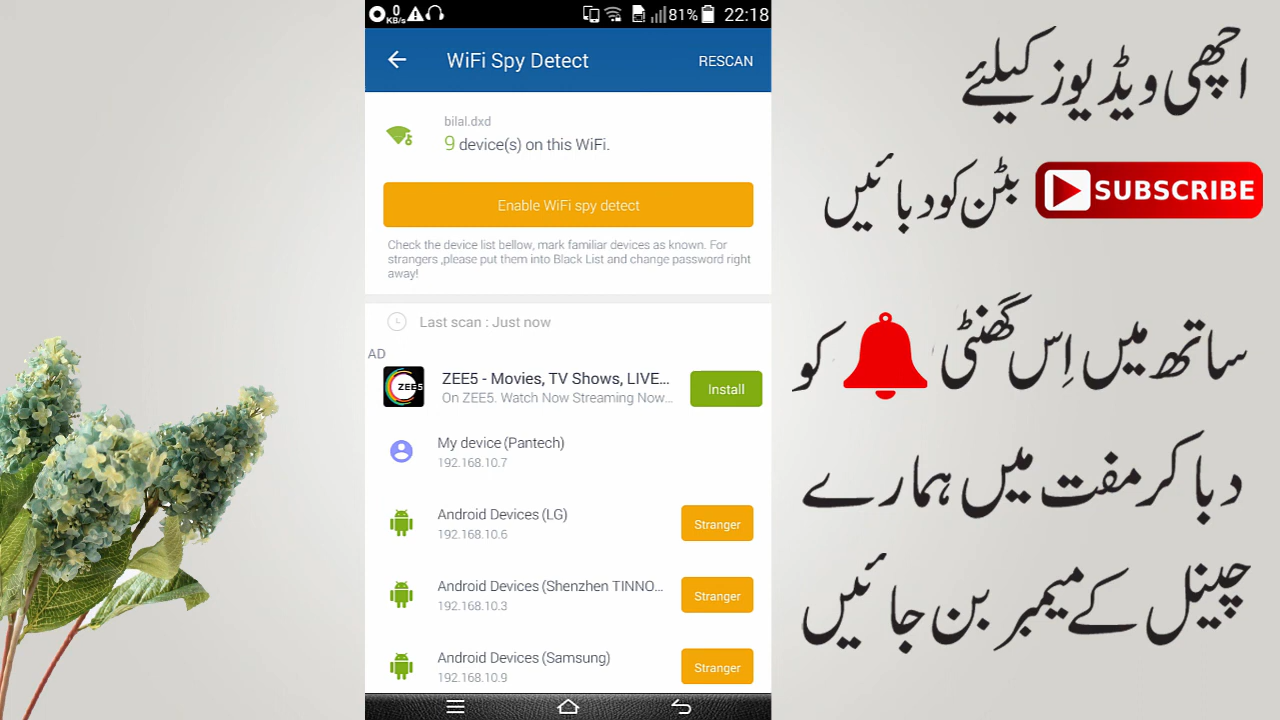 0
KB/s
81%
22:18
WiFi Spy Detect
RESCAN
bilal.dxd
9 device(s) on this WiFi.
Enable WiFi spy detect
Check the device list bellow, mark familiar devices as known. For
strangers ,please put them into Black List and change password right
away!
Last scan : Just now
AD
ZEE5
ZEE5 - Movies, TV Shows, LIVE...
On ZEE5. Watch Now Streaming Now...
Install
My device (Pantech)
192.168.10.7
Android Devices (LG)
192.168.10.6
Stranger
Android Devices (Shenzhen TINNO...
192.168.10.3
Stranger
Android Devices (Samsung)
192.168.10.9
Stranger
اچھی ویڈیوز کیلئے
SUBSCRIBE بٹن کو دبائیں
ساتھ میں اِس گھنٹی کو
دبا کر مفت میں ہمارے
چینل کے میمبر بن جائیں